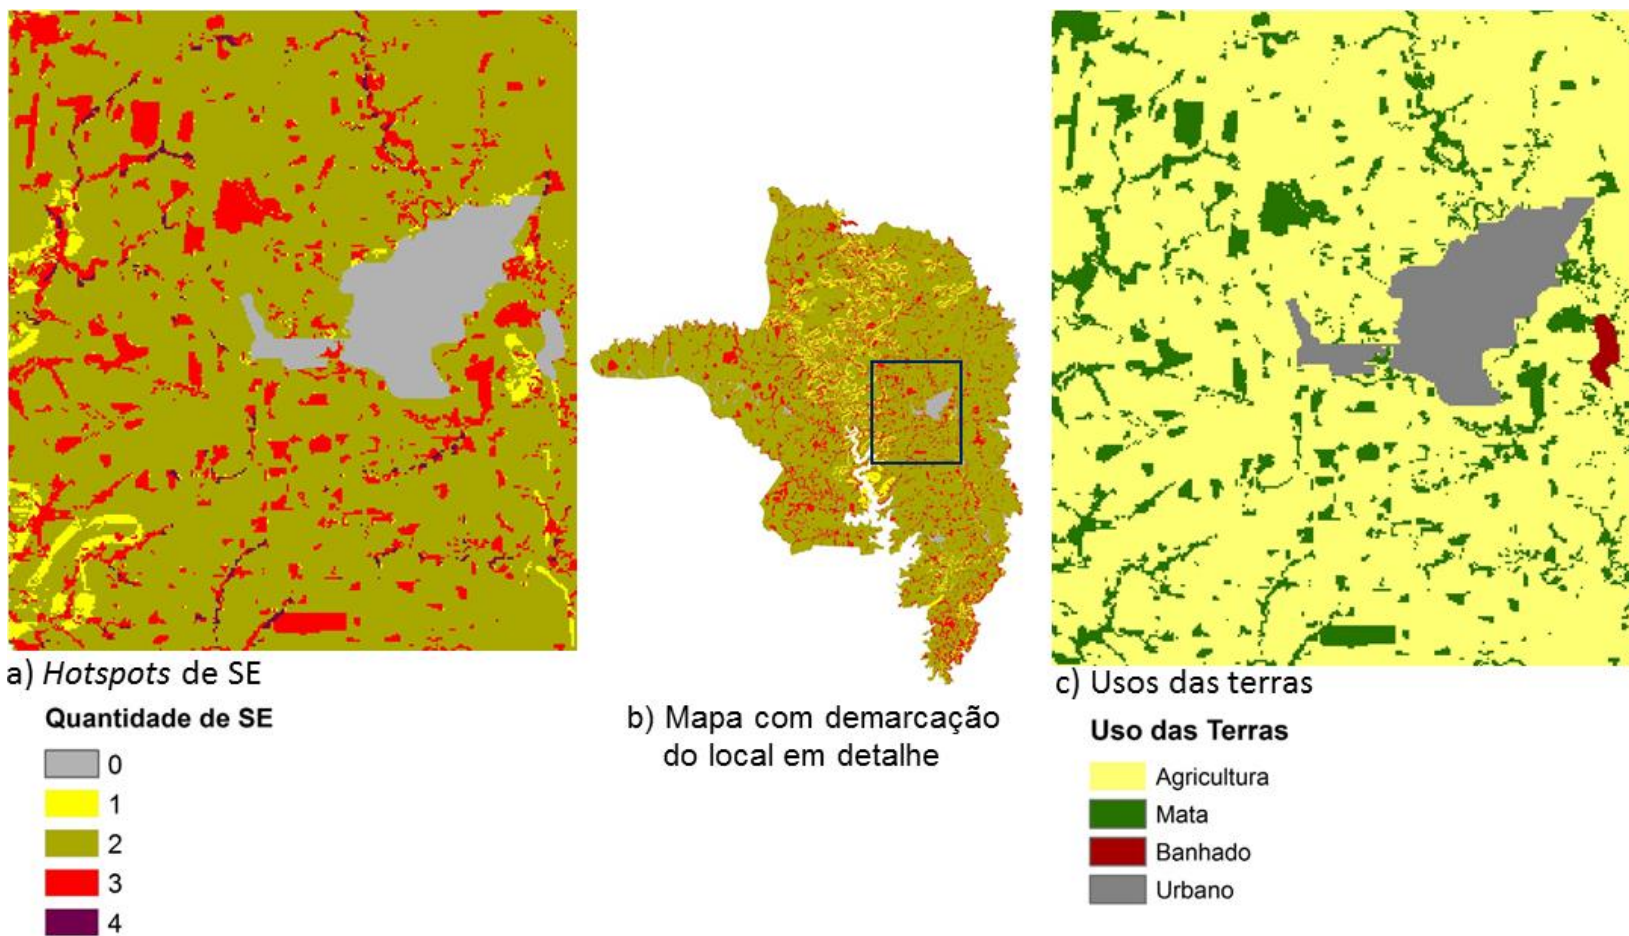 a) Hotspots de SE
Quantidade de SE
0
1
2
3
4
b) Mapa com demarcação
do local em detalhe
c) Usos das terras
Uso das Terras
Agricultura
Mata
Banhado
Urbano